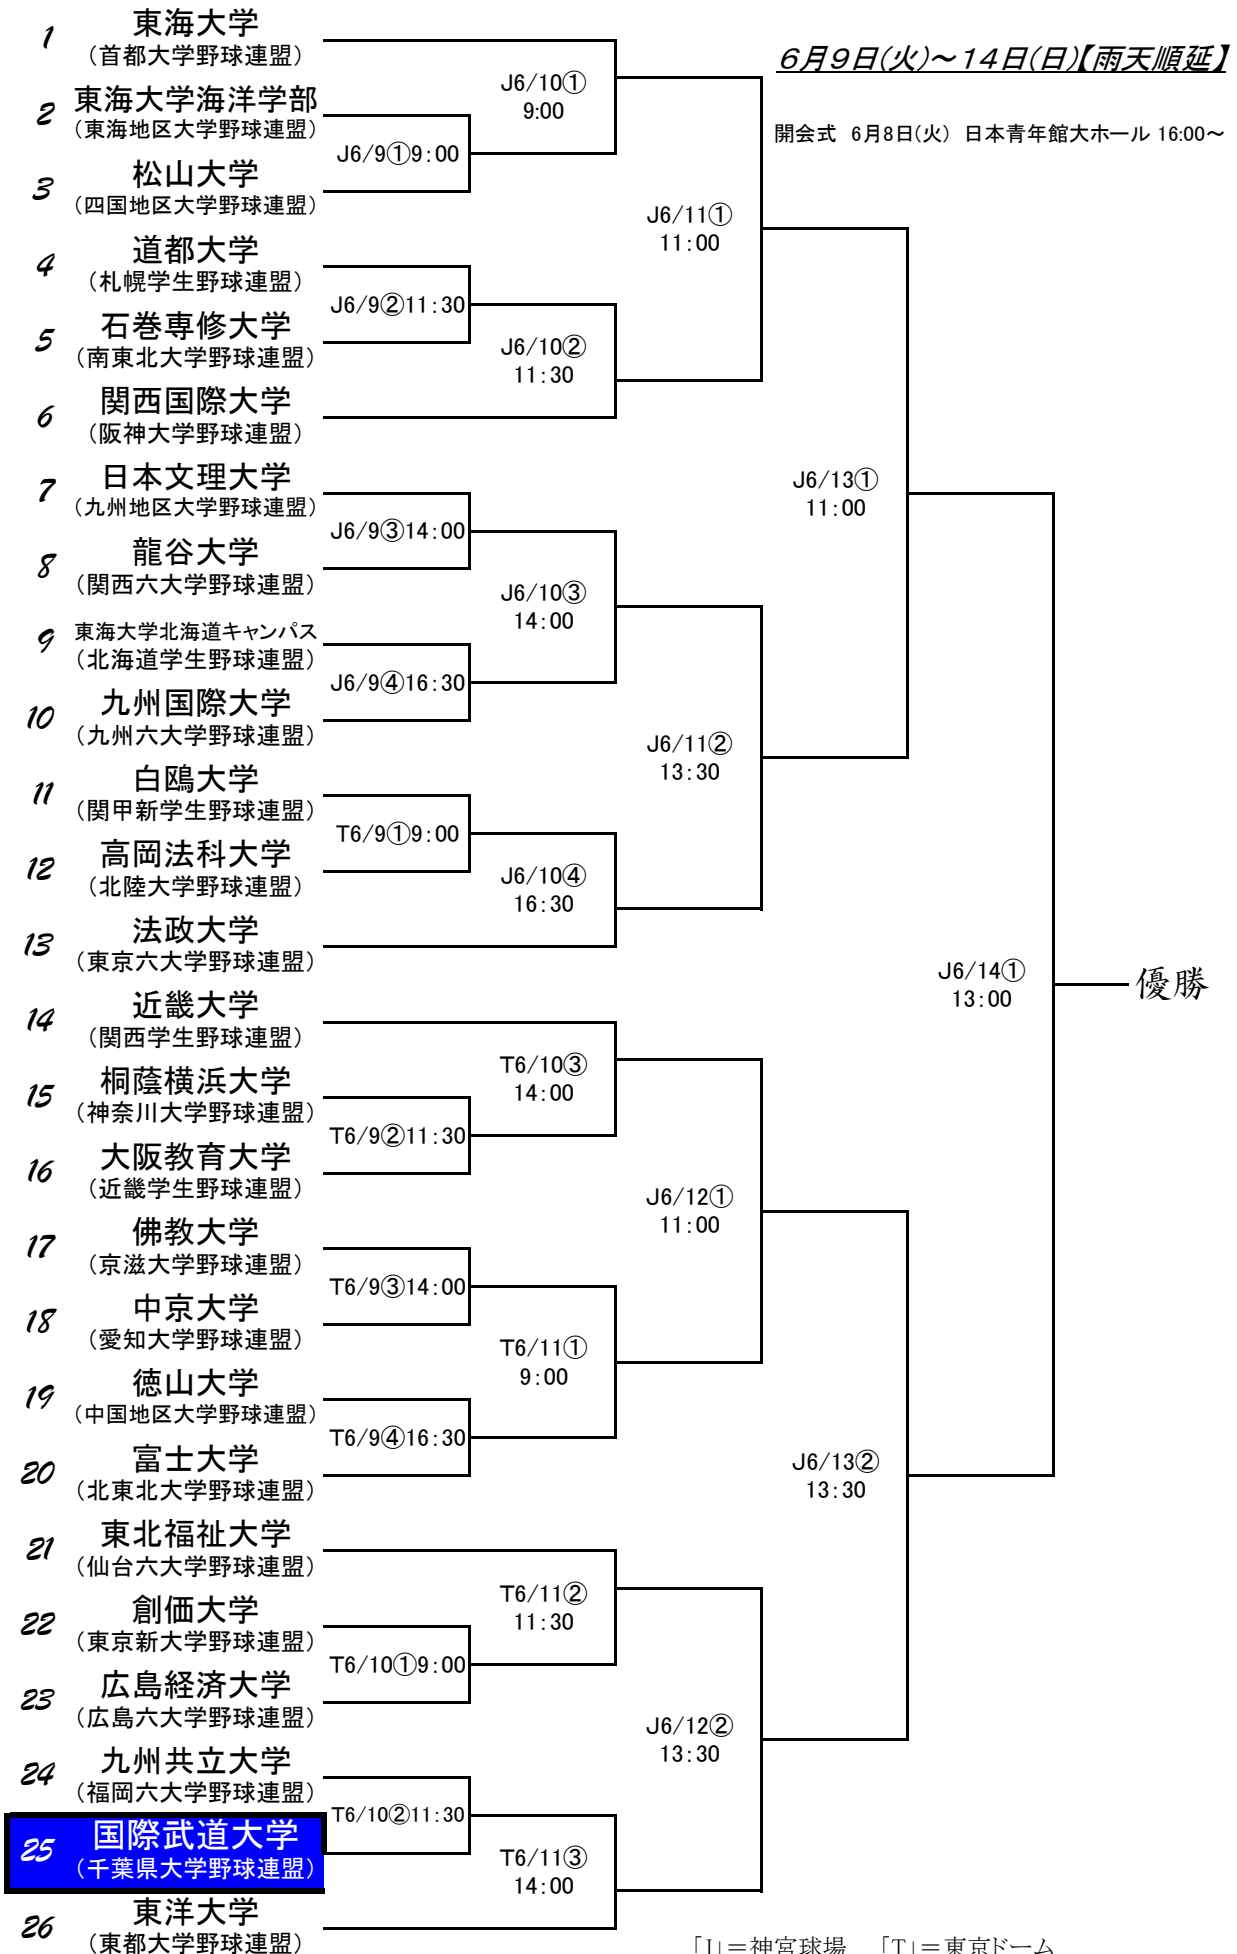 6月9日(火)～14日(日)【雨天順延】
開会式 6月8日(火) 日本青年館大ホール 16:00～
1 東海大学
(首都大学野球連盟)
2 東海大学海洋学部
(東海地区大学野球連盟)
3 松山大学
(四国地区大学野球連盟)
4 道都大学
(札幌学生野球連盟)
5 石巻専修大学
(南東北大学野球連盟)
6 関西国際大学
(阪神大学野球連盟)
7 日本文理大学
(九州地区大学野球連盟)
8 龍谷大学
(関西六大学野球連盟)
9 東海大学北海道キャンパス
(北海道学生野球連盟)
10 九州国際大学
(九州六大学野球連盟)
11 白鴎大学
(関甲新学生野球連盟)
12 高岡法科大学
(北陸大学野球連盟)
13 法政大学
(東京六大学野球連盟)
14 近畿大学
(関西学生野球連盟)
15 桐蔭横浜大学
(神奈川大学野球連盟)
16 大阪教育大学
(近畿学生野球連盟)
17 佛教大学
(京滋大学野球連盟)
18 中京大学
(愛知大学野球連盟)
19 徳山大学
(中国地区大学野球連盟)
20 富士大学
(北東北大学野球連盟)
21 東北福祉大学
(仙台六大学野球連盟)
22 創価大学
(東京新大学野球連盟)
23 広島経済大学
(広島六大学野球連盟)
24 九州共立大学
(福岡六大学野球連盟)
25 国際武道大学
(千葉県大学野球連盟)
26 東洋大学
(東都大学野球連盟)
J6/9①9:00
J6/9②11:30
J6/9③14:00
J6/9④16:30
T6/9①9:00
T6/9②11:30
T6/9③14:00
T6/9④16:30
T6/10①9:00
T6/10②11:30
J6/10①
9:00
J6/10②
11:30
J6/10③
14:00
J6/10④
16:30
T6/10③
14:00
T6/11①
9:00
T6/11②
11:30
T6/11③
14:00
J6/11①
11:00
J6/11②
13:30
J6/12①
11:00
J6/12②
13:30
J6/13①
11:00
J6/13②
13:30
J6/14①
13:00
優勝
「J」=神宮球場 「T」=東京ドーム